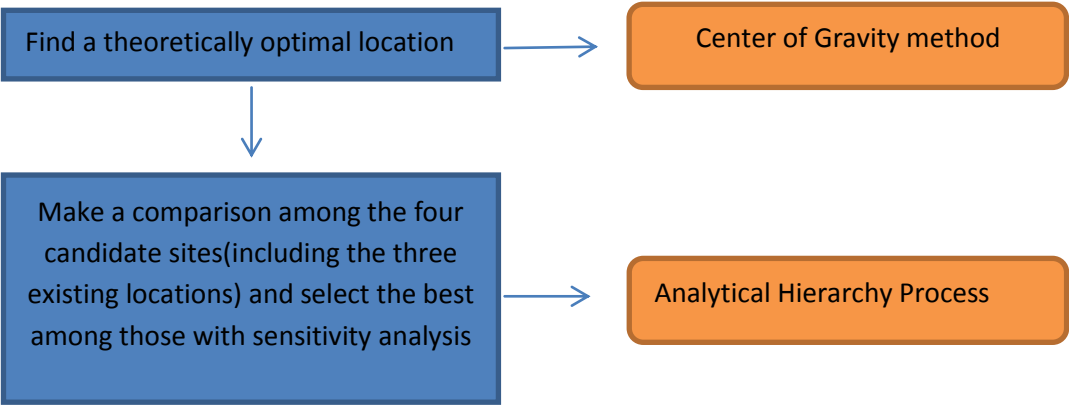 Find a theoretically optimal location
Center of Gravity method
Make a comparison among the four
candidate sites(including the three
existing locations) and select the best
among those with sensitivity analysis
Analytical Hierarchy Process